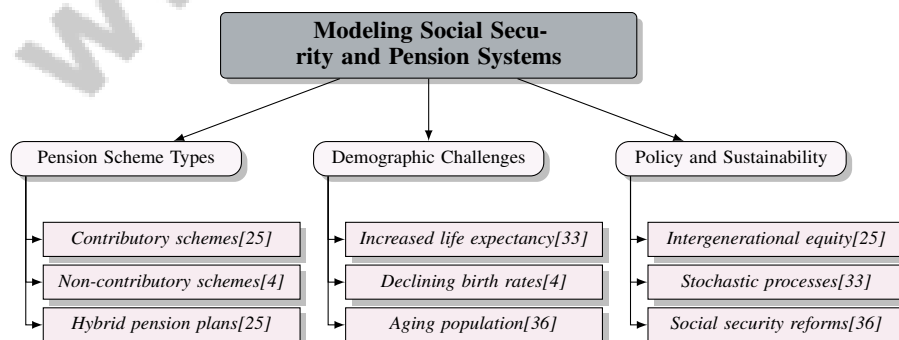 Modeling Social Secu-
rity and Pension Systems
Pension Scheme Types
Demographic Challenges
Policy and Sustainability
Contributory schemes[25]
Increased life expectancy[33]
Intergenerational equity[25]
Non-contributory schemes[4]
Declining birth rates[4]
Stochastic processes[33]
Hybrid pension plans[25]
Aging population[36]
Social security reforms[36]